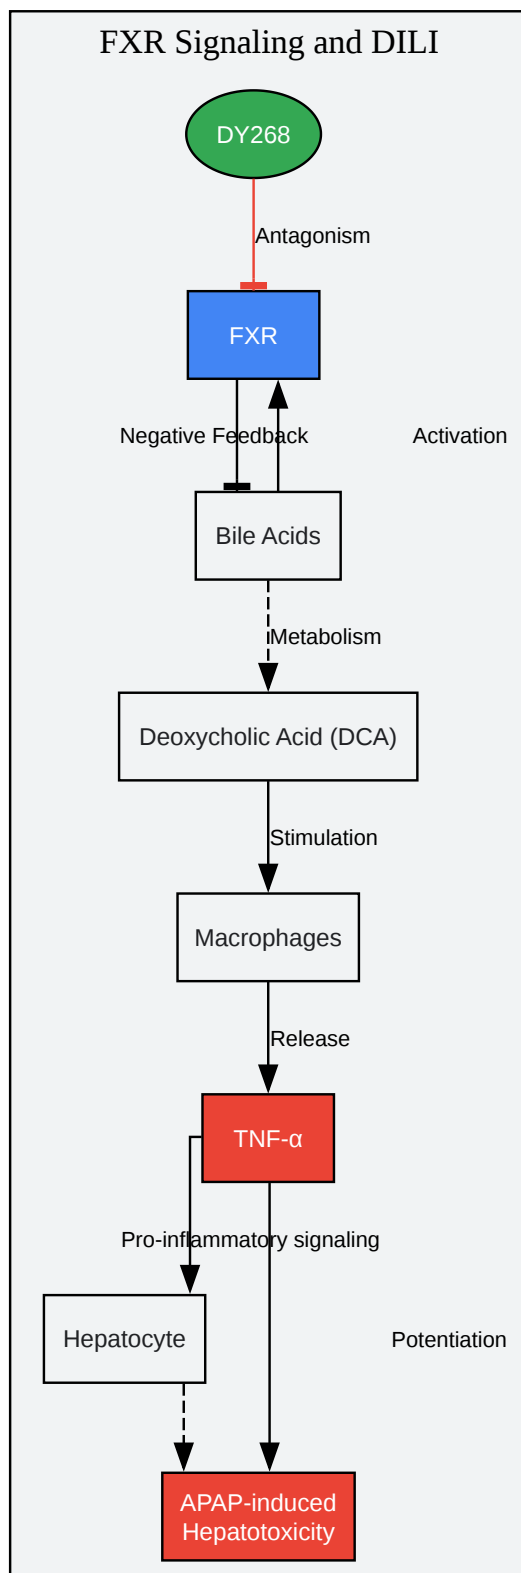 FXR Signaling and DILI
DY268
Antagonism
FXR
Negative Feedback
Activation
Bile Acids
Metabolism
Deoxycholic Acid (DCA)
Stimulation
Macrophages
Release
TNF-α
Pro-inflammatory signaling
Hepatocyte
Potentiation
APAP-induced
Hepatotoxicity